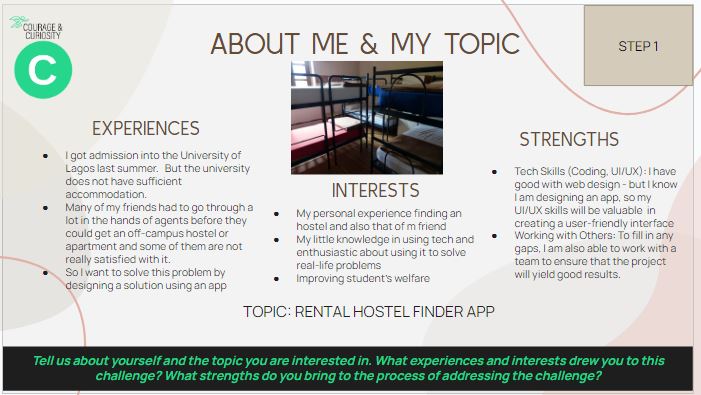 COURAGE &
CURIOSITY
C
ABOUT ME & MY TOPIC
STEP 1
EXPERIENCES
• I got admission into the University of
Lagos last summer. But the university
does not have sufficient
accommodation.
• Many of my friends had to go through a
lot in the hands of agents before they
could get an off-campus hostel or
apartment and some of them are not
really satisfied with it.
• So I want to solve this problem by
designing a solution using an app
INTERESTS
• My personal experience finding an
hostel and also that of m friend
• My little knowledge in using tech and
enthusiastic about using it to solve
real-life problems
• Improving student's welfare
STRENGTHS
• Tech Skills (Coding, UI/UX): I have
good with web design - but I know
I am designing an app, so my
UI/UX skills will be valuable in
creating a user-friendly interface
• Working with Others: To fill in any
gaps, I am also able to work with a
team to ensure that the project
will yield good results.
TOPIC: RENTAL HOSTEL FINDER APP
Tell us about yourself and the topic you are interested in. What experiences and interests drew you to this
challenge? What strengths do you bring to the process of addressing the challenge?